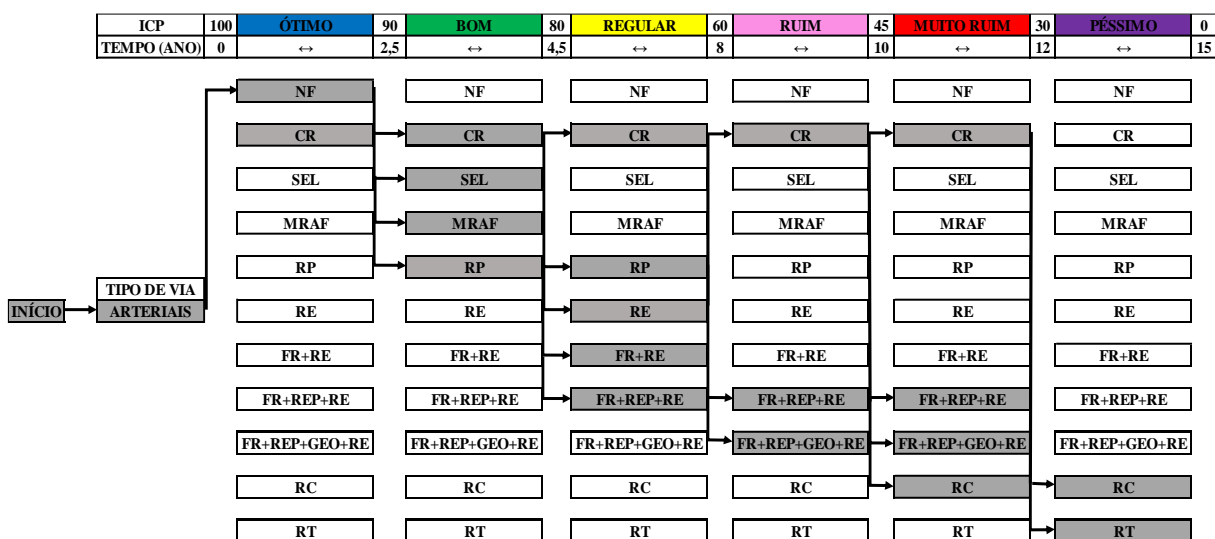 ICP 100 ÓTIMO 90 BOM 80 REGULAR 60 RUIM 45 MUITO RUIM 30 PÉSSIMO 0
TEMPO (ANO) 0 ↔ 2,5 ↔ 4,5 ↔ 8 ↔ 10 ↔ 12 ↔ 15
NF NF NF NF NF NF
CR CR CR CR CR CR
SEL SEL SEL SEL SEL SEL
MRAF MRAF MRAF MRAF MRAF MRAF
RP RP RP RP RP RP
TIPO DE VIA
INÍCIO ARTERIAIS RE RE RE RE RE RE
FR+RE FR+RE FR+RE FR+RE FR+RE FR+RE
FR+REP+RE FR+REP+RE FR+REP+RE FR+REP+RE FR+REP+RE FR+REP+RE
FR+REP+GEO+RE FR+REP+GEO+RE FR+REP+GEO+RE FR+REP+GEO+RE FR+REP+GEO+RE FR+REP+GEO+RE
RC RC RC RC RC RC
RT RT RT RT RT RT